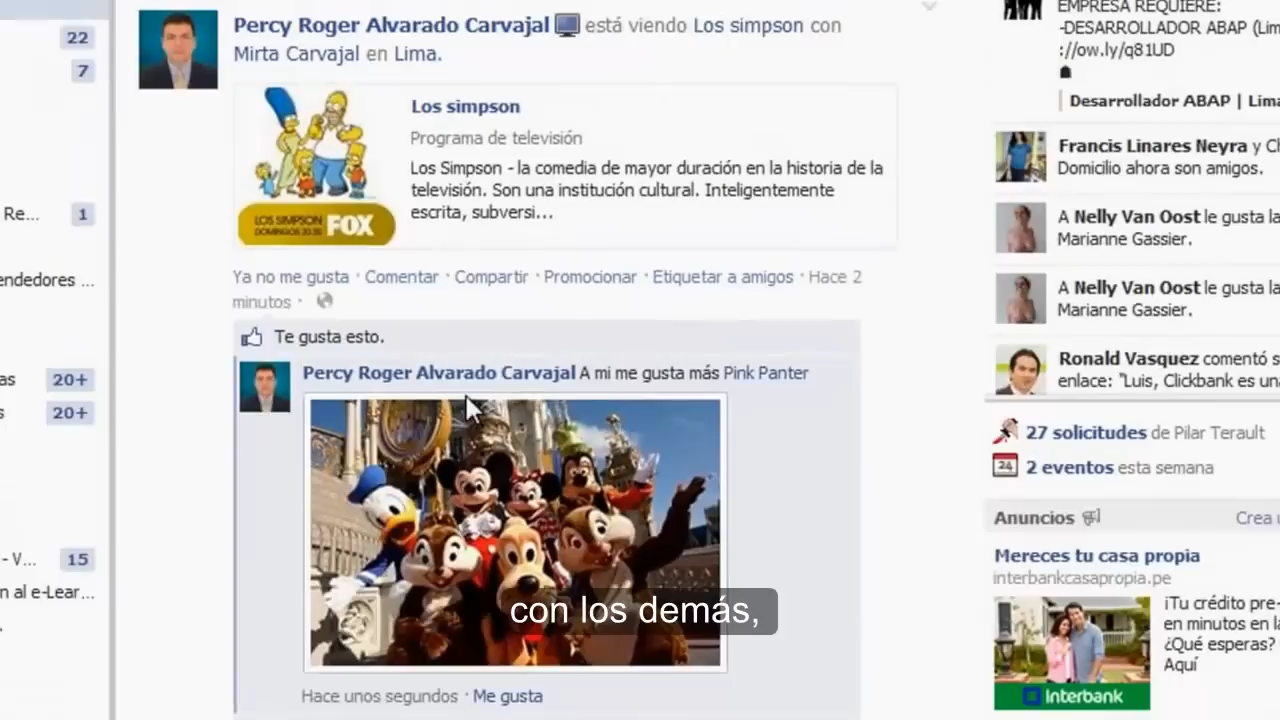 22
7
Re...
1
endedores ...
as
20+
s
20+
- V...
15
n al e-Lear...
Percy Roger Alvarado Carvajal está viendo Los simpson con
Mirta Carvajal en Lima.
LOS SIMPSON
DOMINGOS 20:30
FOX
Los simpson
Programa de televisión
Los Simpson - la comedia de mayor duración en la historia de la
televisión. Son una institución cultural. Inteligentemente
escrita, subversi...
Ya no me gusta · Comentar · Compartir · Promocionar · Etiquetar a amigos · Hace 2
minutos ·
Te gusta esto.
Percy Roger Alvarado Carvajal A mi me gusta más Pink Panter
con los demás,
Hace unos segundos · Me gusta
EMPRESA REQUIERE:
-DESARROLLADOR ABAP (Lim
://ow.ly/q81UD
Desarrollador ABAP | Lima
Francis Linares Neyra y Ch
Domicilio ahora son amigos.
A Nelly Van Oost le gusta la
Marianne Gassier.
A Nelly Van Oost le gusta la
Marianne Gassier.
Ronald Vasquez comentó s
enlace: "Luis, Clickbank es una
27 solicitudes de Pilar Terault
24
2 eventos esta semana
Anuncios
Crea
Mereces tu casa propia
interbankcasapropia.pe
¡Tu crédito pre-
en minutos en la
¿Qué esperas?
Aquí
Interbank